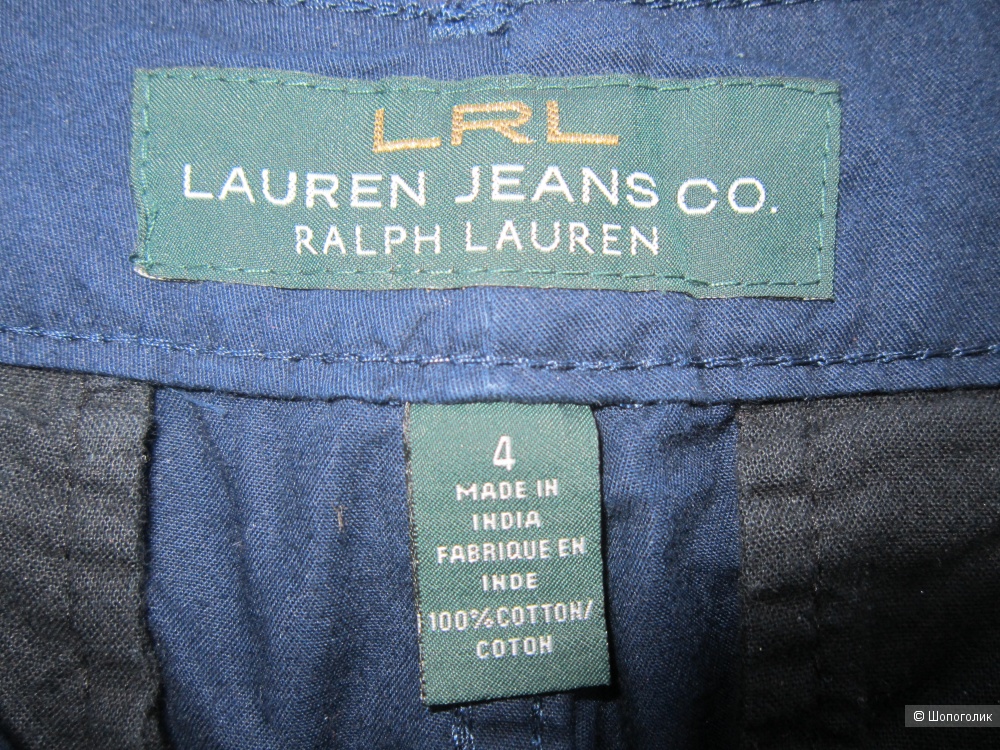 LRL
LAUREN JEANS CO.
RALPH LAUREN
4
MADE IN
INDIA
FABRIQUE EN
INDE
100% COTTON/
COTON
© Шопоголик